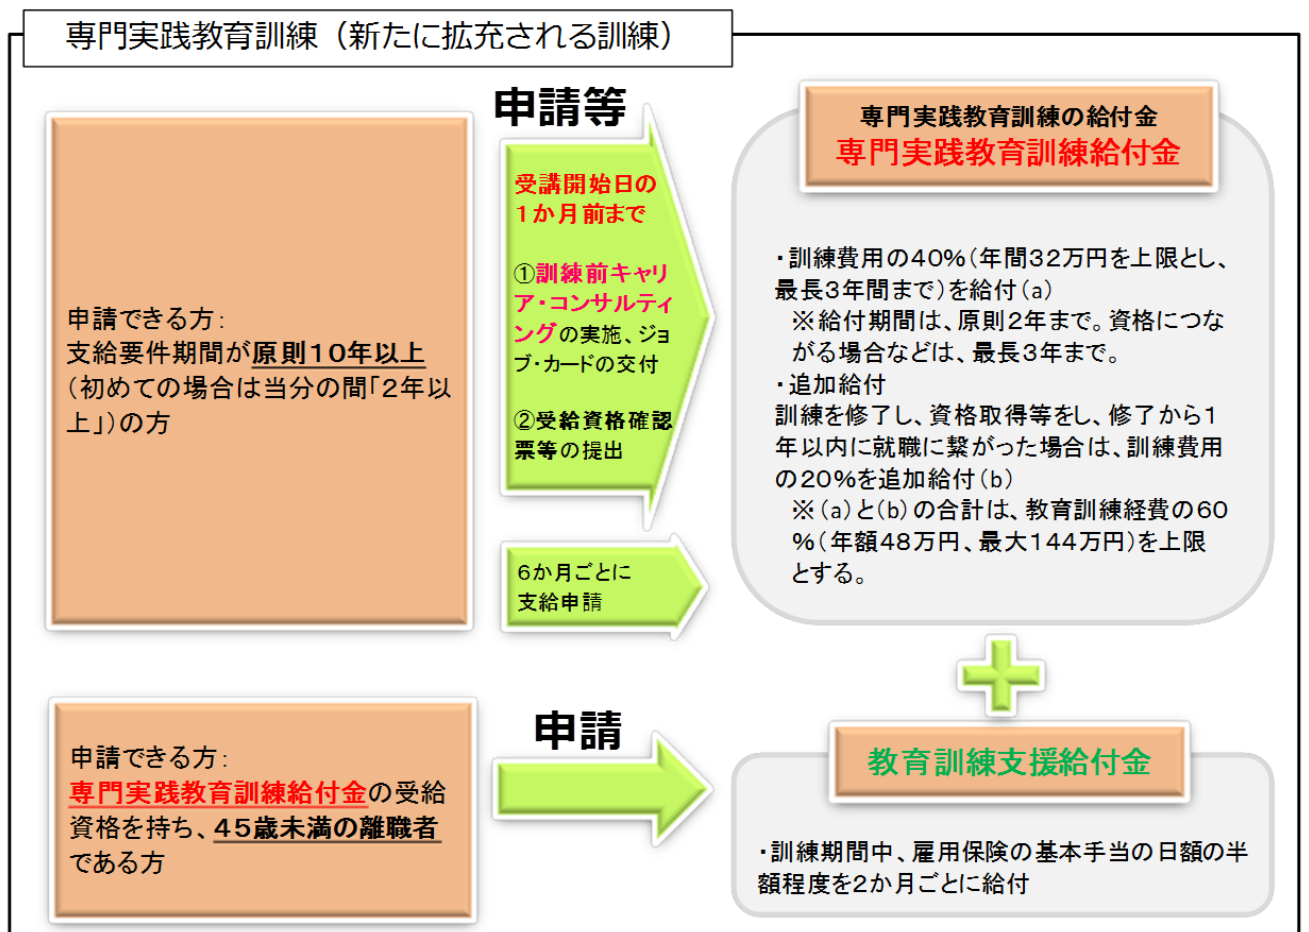 専門実践教育訓練（新たに拡充される訓練）
申請できる方：
支給要件期間が原則１０年以上
（初めての場合は当分の間「２年以
上」）の方
申請等
受講開始日の
１か月前まで
①訓練前キャリ
ア・コンサルティ
ングの実施、ジョ
ブ・カードの交付
②受給資格確認
票等の提出
６か月ごとに
支給申請
専門実践教育訓練の給付金
専門実践教育訓練給付金
・訓練費用の４０％（年間３２万円を上限とし、
最長３年間まで）を給付（a）
※給付期間は、原則２年まで。資格につな
がる場合などは、最長３年まで。
・追加給付
訓練を修了し、資格取得等をし、修了から１
年以内に就職に繋がった場合は、訓練費用
の２０％を追加給付（b）
※（a）と（b）の合計は、教育訓練経費の６０
％（年額４８万円、最大１４４万円）を上限
とする。
申請できる方：
専門実践教育訓練給付金の受給
資格を持ち、４５歳未満の離職者
である方
申請
教育訓練支援給付金
・訓練期間中、雇用保険の基本手当の日額の半
額程度を２か月ごとに給付